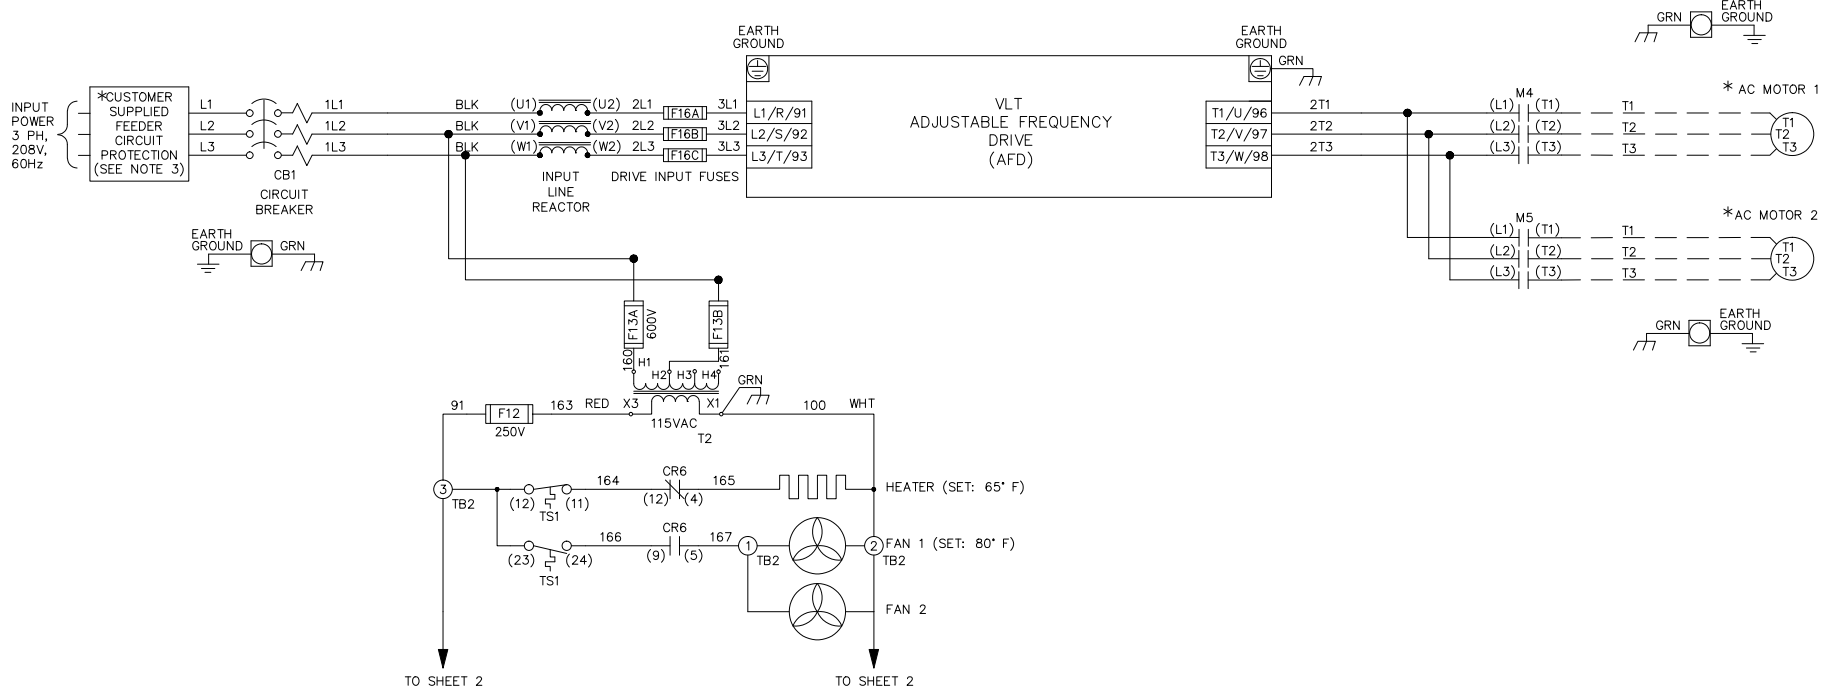 INPUT
POWER
3 PH,
208V,
60Hz
*CUSTOMER
SUPPLIED
FEEDER
CIRCUIT
PROTECTION
(SEE NOTE 3)
L1
L2
L3
CB1
CIRCUIT
BREAKER
1L1
1L2
1L3
BLK
BLK
BLK
(U1)
(V1)
(W1)
(U2)
(V2)
(W2)
INPUT
LINE
REACTOR
2L1
2L2
2L3
F16A
F16B
F16C
DRIVE INPUT FUSES
3L1
3L2
3L3
EARTH
GROUND
L1/R/91
L2/S/92
L3/T/93
VLT
ADJUSTABLE FREQUENCY
DRIVE
(AFD)
EARTH
GROUND
GRN
T1/U/96
T2/V/97
T3/W/98
2T1
2T2
2T3
GRN
EARTH
GROUND
M4
(L1)
(L2)
(L3)
(T1)
(T2)
(T3)
T1
T2
T3
* AC MOTOR 1
T1
T2
T3
M5
(L1)
(L2)
(L3)
(T1)
(T2)
(T3)
T1
T2
T3
*AC MOTOR 2
T1
T2
T3
GRN
EARTH
GROUND
EARTH
GROUND
GRN
F13A
600V
F13B
160
161
H1
H2
H3
H4
GRN
91
F12
250V
163
RED
X3
X1
115VAC
T2
100
WHT
3
TB2
(12)
(11)
TS1
164
CR6
(12)
(4)
165
HEATER (SET: 65° F)
(23)
(24)
TS1
166
CR6
(9)
(5)
167
1
TB2
2
TB2
FAN 1 (SET: 80° F)
FAN 2
TO SHEET 2
TO SHEET 2